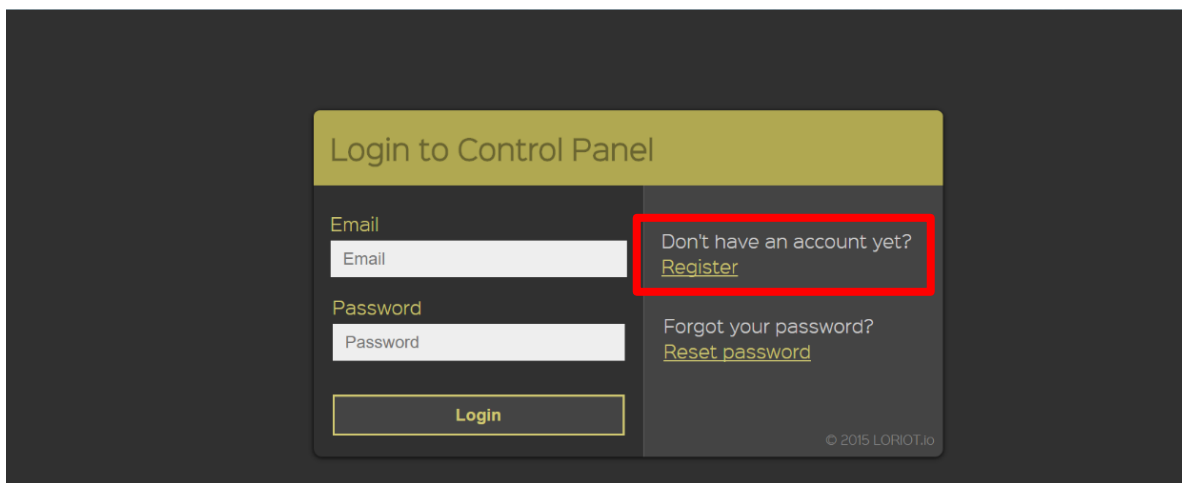 Login to Control Panel
Email
Email
Password
Password
Login
Don't have an account yet?
Register
Forgot your password?
Reset password
© 2015 LORIOT.io